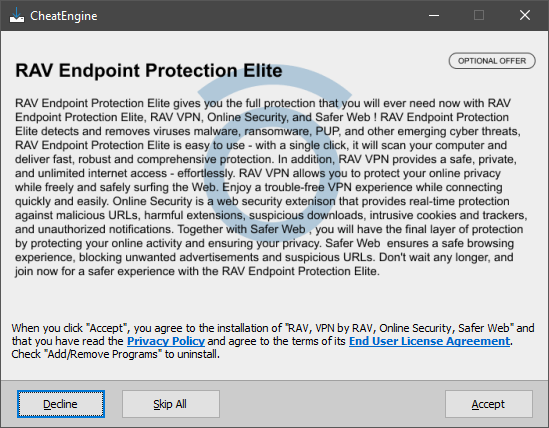 CheatEngine
OPTIONAL OFFER
RAV Endpoint Protection Elite
RAV Endpoint Protection Elite gives you the full protection that you will ever need now with RAV
Endpoint Protection Elite, RAV VPN, Online Security, and Safer Web ! RAV Endpoint Protection
Elite detects and removes viruses malware, ransomware, PUP, and other emerging cyber threats,
RAV Endpoint Protection Elite is easy to use - with a single click, it will scan your computer and
deliver fast, robust and comprehensive protection. In addition, RAV VPN provides a safe, private,
and unlimited internet access - effortlessly. RAV VPN allows you to protect your online privacy
while freely and safely surfing the Web. Enjoy a trouble-free VPN experience while connecting
quickly and easily. Online Security is a web security extension that provides real-time protection
against malicious URLs, harmful extensions, suspicious downloads, intrusive cookies and trackers,
and unauthorized notifications. Together with Safer Web , you will have the final layer of protection
by protecting your online activity and ensuring your privacy. Safer Web  ensures a safe browsing
experience, blocking unwanted advertisements and suspicious URLs. Don't wait any longer, and
join now for a safer experience with the RAV Endpoint Protection Elite.
When you click "Accept", you agree to the installation of "RAV, VPN by RAV, Online Security, Safer Web" and
that you have read the Privacy Policy and agree to the terms of its End User License Agreement.
Check "Add/Remove Programs" to uninstall.
Decline
Skip All
Accept